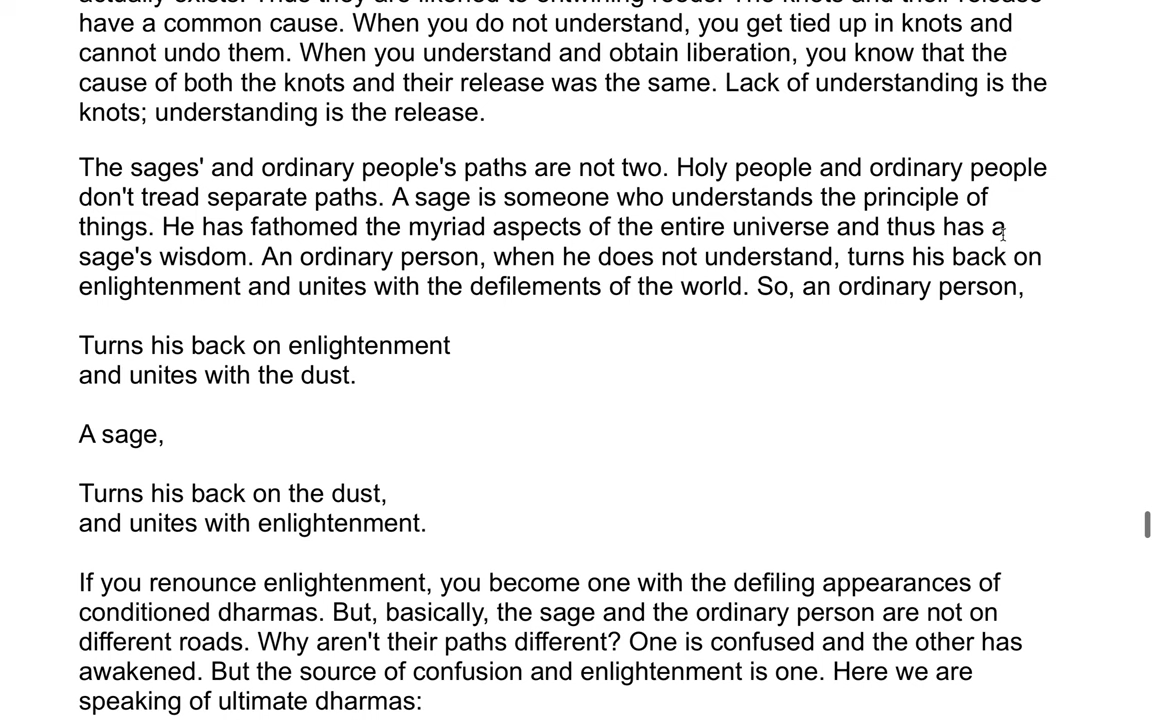 have a common cause. When you do not understand, you get tied up in knots and
cannot undo them. When you understand and obtain liberation, you know that the
cause of both the knots and their release was the same. Lack of understanding is the
knots; understanding is the release.
The sages' and ordinary people's paths are not two. Holy people and ordinary people
don't tread separate paths. A sage is someone who understands the principle of
things. He has fathomed the myriad aspects of the entire universe and thus has a
sage's wisdom. An ordinary person, when he does not understand, turns his back on
enlightenment and unites with the defilements of the world. So, an ordinary person,
Turns his back on enlightenment
and unites with the dust.
A sage,
Turns his back on the dust,
and unites with enlightenment.
If you renounce enlightenment, you become one with the defiling appearances of
conditioned dharmas. But, basically, the sage and the ordinary person are not on
different roads. Why aren't their paths different? One is confused and the other has
awakened. But the source of confusion and enlightenment is one. Here we are
speaking of ultimate dharmas: